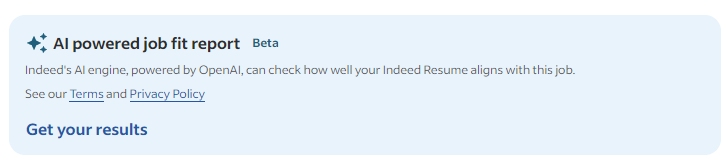 AI powered job fit report Beta
Indeed's AI engine, powered by OpenAI, can check how well your Indeed Resume aligns with this job.
See our Terms and Privacy Policy
Get your results